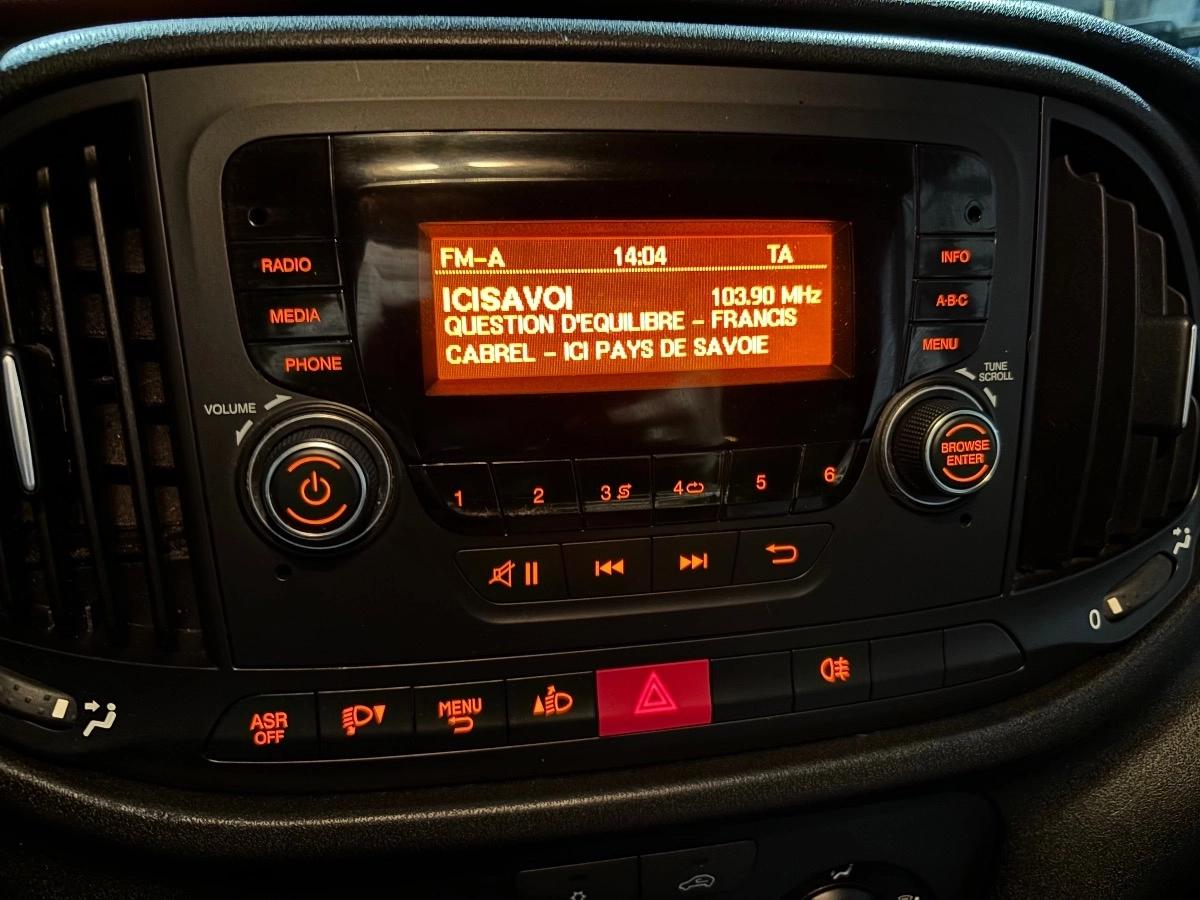 FM-A 14:04 TA
ICISAVOI 103.90 MHz
QUESTION D'EQUILIBRE - FRANCIS
CABREL - ICI PAYS DE SAVOIE
RADIO
MEDIA
PHONE
VOLUME
INFO
A-B-C
MENU
TUNE
SCROLL
BROWSE
ENTER
1 2 3 4 5 6
0
ASR
OFF
MENU